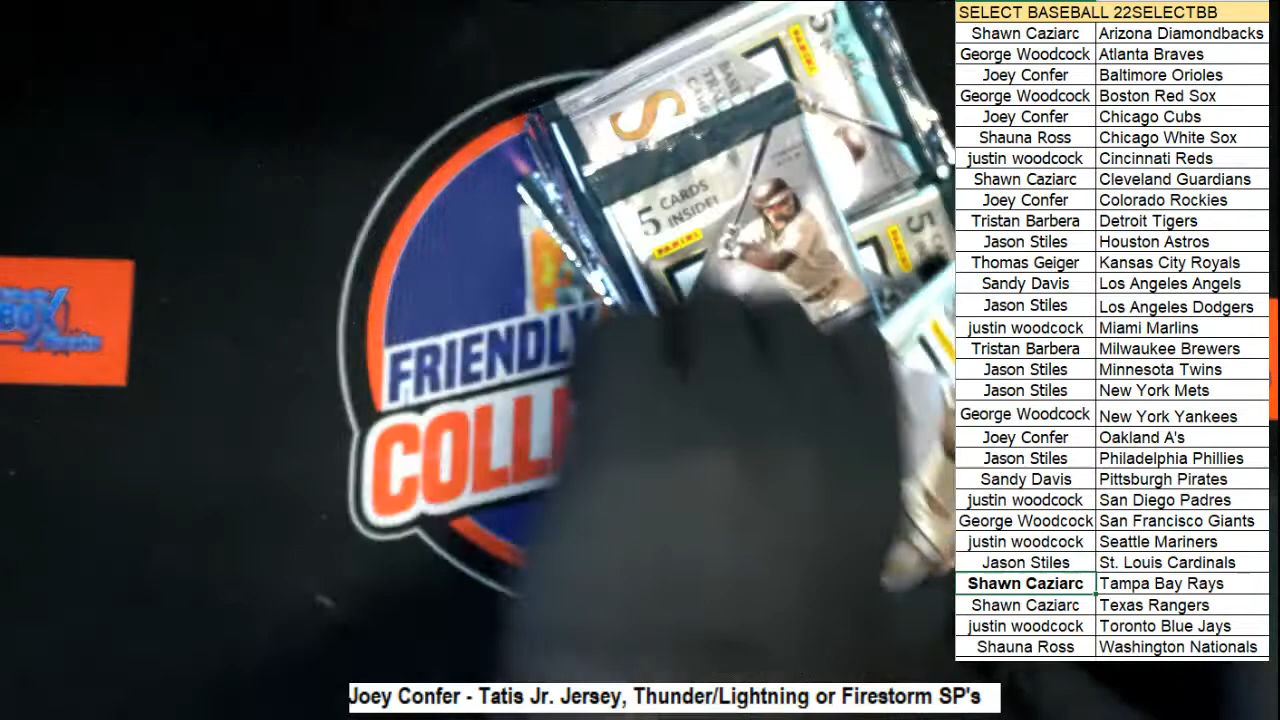 SELECT BASEBALL 22SELECTBB
Shawn Caziarc Arizona Diamondbacks
George Woodcock Atlanta Braves
Joey Confer Baltimore Orioles
George Woodcock Boston Red Sox
Joey Confer Chicago Cubs
Shauna Ross Chicago White Sox
justin woodcock Cincinnati Reds
Shawn Caziarc Cleveland Guardians
Joey Confer Colorado Rockies
Tristan Barbera Detroit Tigers
Jason Stiles Houston Astros
Thomas Geiger Kansas City Royals
Sandy Davis Los Angeles Angels
Jason Stiles Los Angeles Dodgers
justin woodcock Miami Marlins
Tristan Barbera Milwaukee Brewers
Jason Stiles Minnesota Twins
Jason Stiles New York Mets
George Woodcock New York Yankees
Joey Confer Oakland A's
Jason Stiles Philadelphia Phillies
Sandy Davis Pittsburgh Pirates
justin woodcock San Diego Padres
George Woodcock San Francisco Giants
justin woodcock Seattle Mariners
Jason Stiles St. Louis Cardinals
Shawn Caziarc Tampa Bay Rays
Shawn Caziarc Texas Rangers
justin woodcock Toronto Blue Jays
Shauna Ross Washington Nationals
5 CARDS
INSIDE!
PANINI
PANINI
PANINI
5
5
BOX
FRIENDLY
COLL
Joey Confer - Tatis Jr. Jersey, Thunder/Lightning or Firestorm SP's